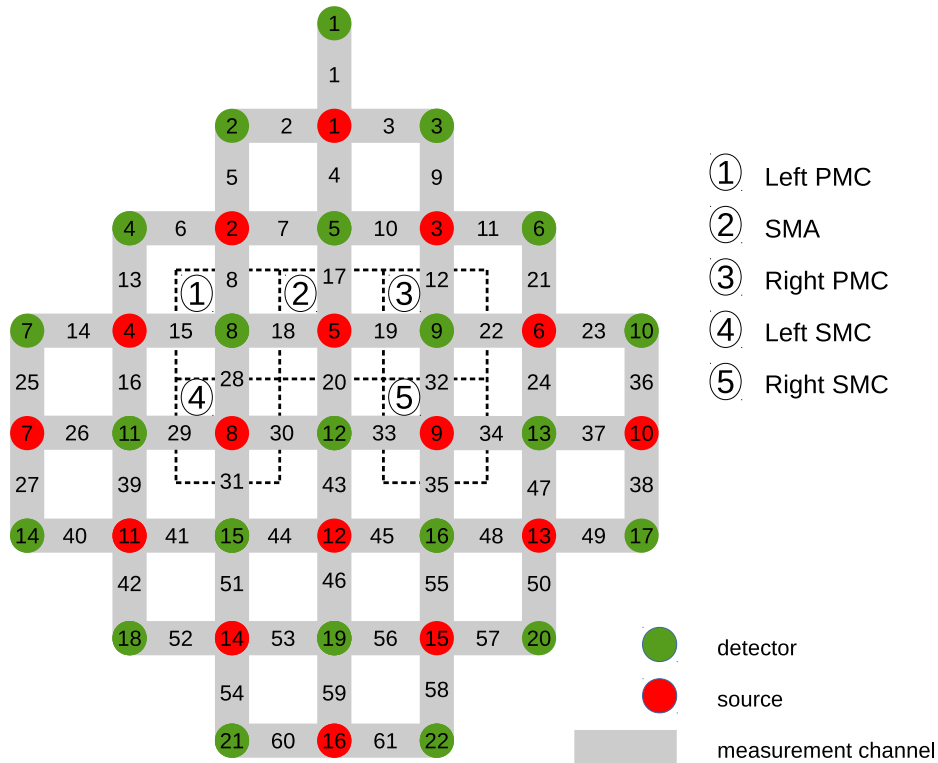 1
1
2 2 1 3 3
5 4 9
4 6 2 7 5 10 3 11 6
① Left PMC
② SMA
③ Right PMC
④ Left SMC
⑤ Right SMC
13 ① 8 ② 17 ③ 12 21
7 14 4 15 8 18 5 19 9 22 6 23 10
25 16 ④ 28 20 ⑤ 32 24 36
7 26 11 29 8 30 12 33 9 34 13 37 10
27 39 31 43 35 47 38
14 40 11 41 15 44 12 45 16 48 13 49 17
42 51 46 55 50
18 52 14 53 19 56 15 57 20
54 59 58
21 60 16 61 22
detector
source
measurement channel